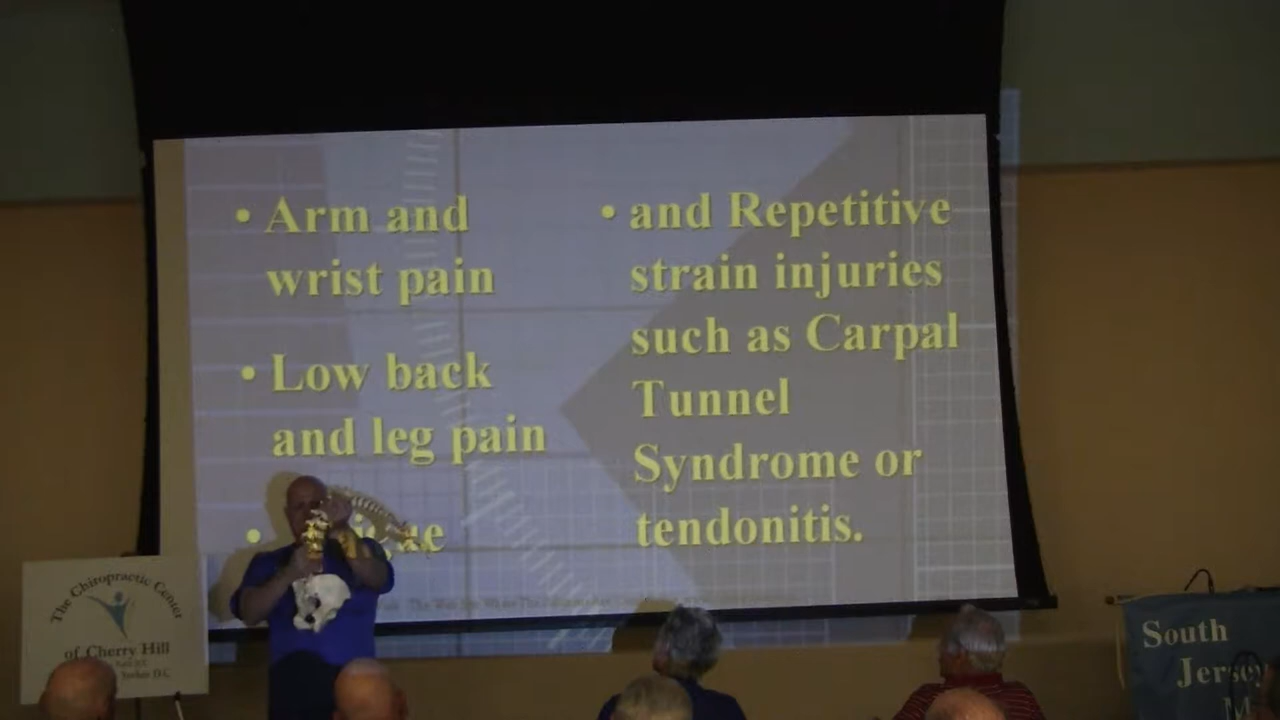 • Arm and
wrist pain
• Low back
and leg pain
•
• and Repetitive
strain injuries
such as Carpal
Tunnel
Syndrome or
tendonitis.
The Chiropractic Center
of Cherry Hill
D.C.
South
Jersey
M